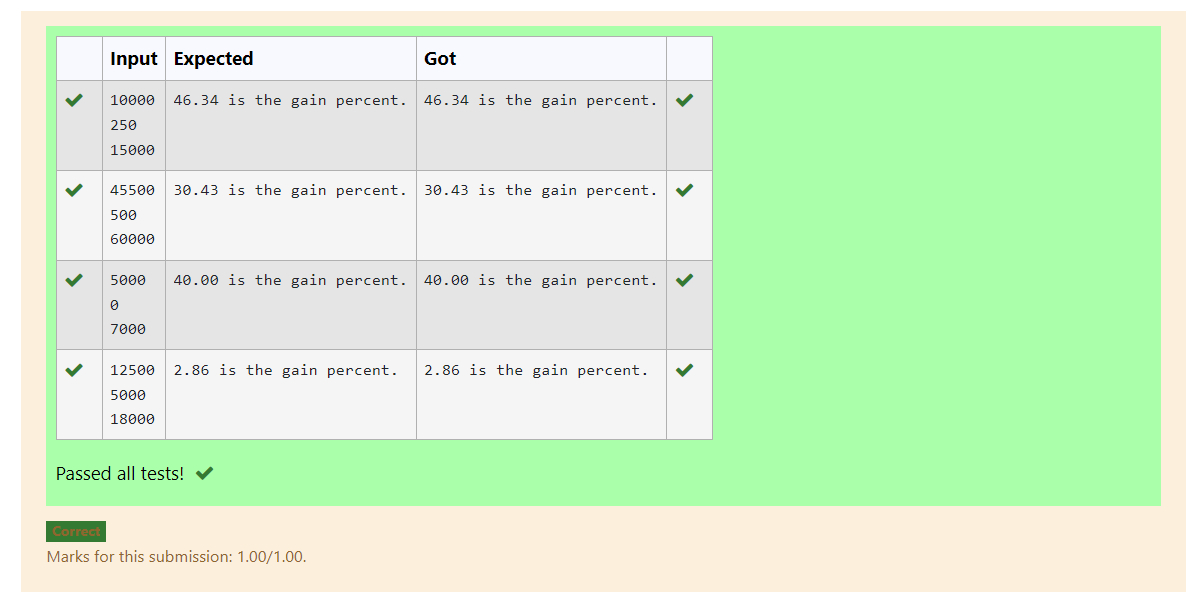 Input Expected Got
10000 46.34 is the gain percent. 46.34 is the gain percent.
250
15000
45500 30.43 is the gain percent. 30.43 is the gain percent.
500
60000
5000 40.00 is the gain percent. 40.00 is the gain percent.
0
7000
12500 2.86 is the gain percent. 2.86 is the gain percent.
5000
18000
Passed all tests!
Correct
Marks for this submission: 1.00/1.00.